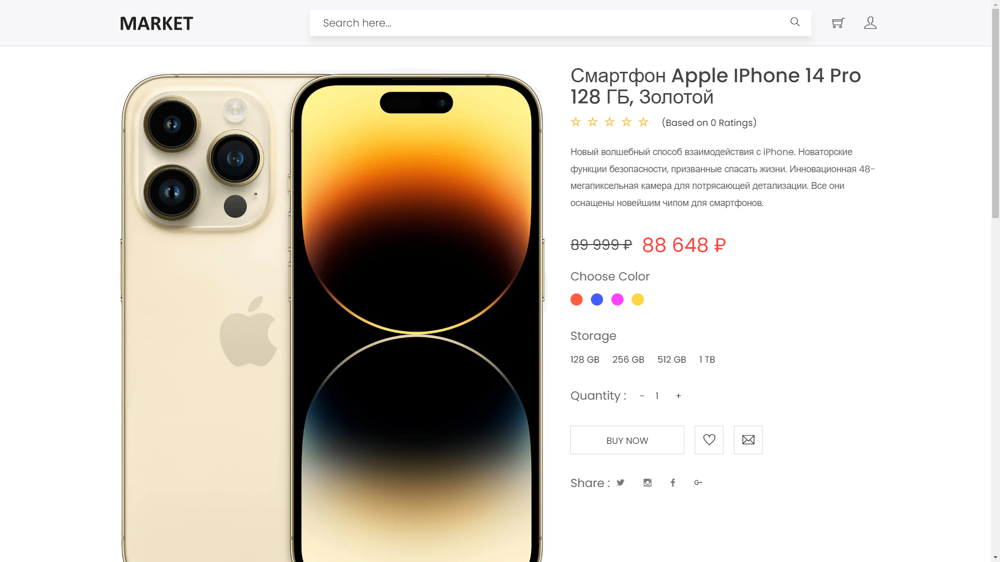 MARKET
Search here...
Смартфон Apple IPhone 14 Pro
128 ГБ, Золотой
(Based on 0 Ratings)
Новый волшебный способ взаимодействия с iPhone. Новаторские
функции безопасности, призванные спасать жизни. Инновационная 48-
мегапиксельная камера для потрясающей детализации. Все они
оснащены новейшим чипом для смартфонов.
89 999 ₽ 88 648 ₽
Choose Color
Storage
128 GB 256 GB 512 GB 1 TB
Quantity : - 1 +
BUY NOW
Share :